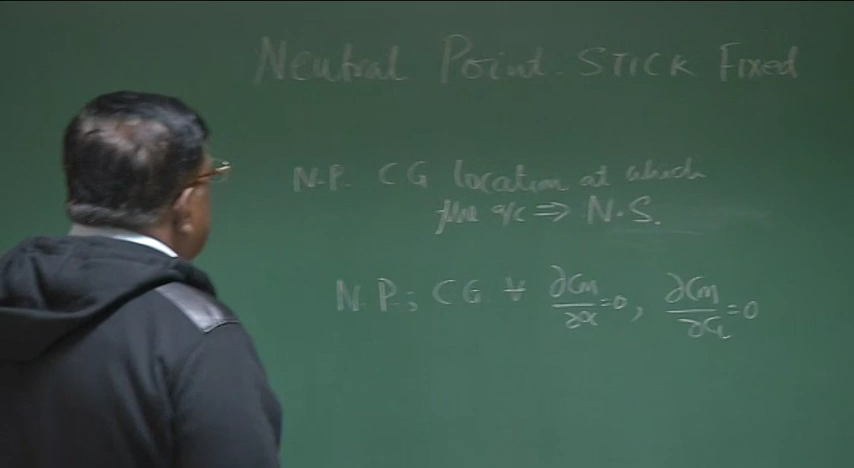 Neutral Point - STICK Fixed
N.P. CG location at which
the a/c ⇒ N.S.
N.P.; CG ∀ ∂Cm/∂α = 0, ∂Cm/∂CL = 0